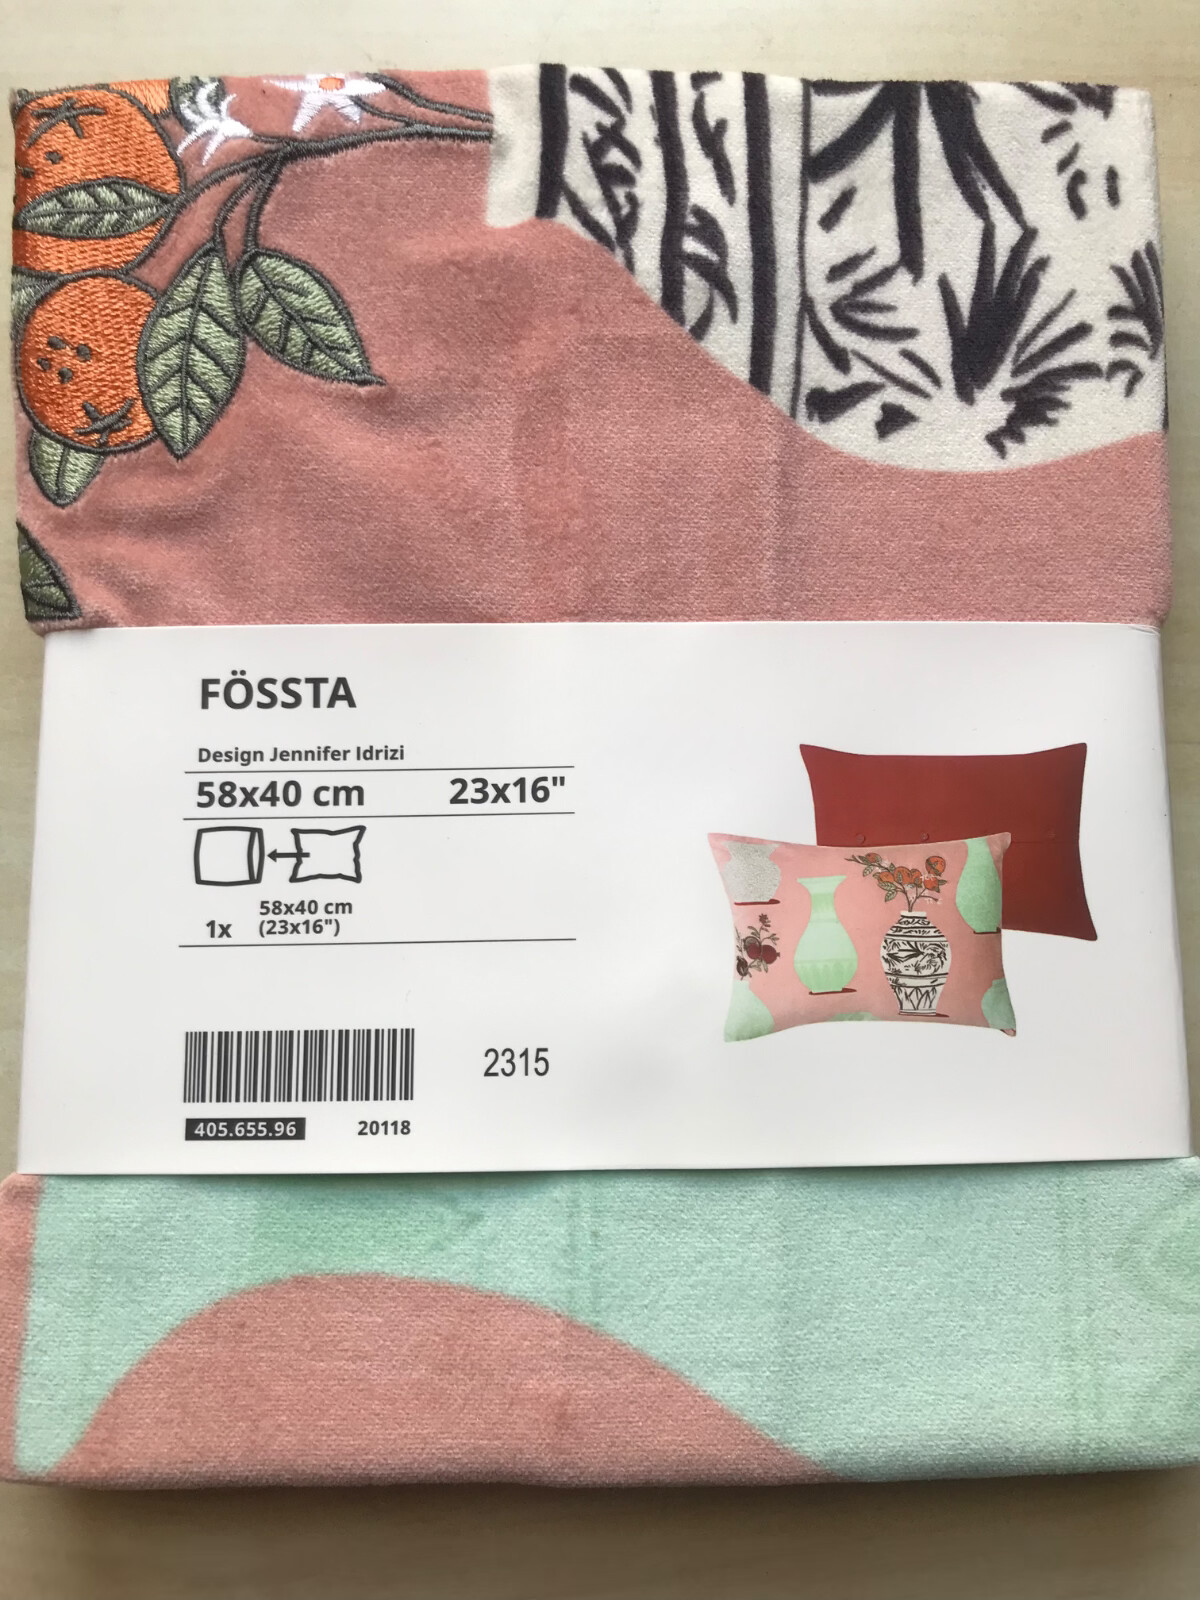 FÖSSTA
Design Jennifer Idrizi
58x40 cm 23x16"
1x 58x40 cm
(23x16")
2315
405.655.96 20118